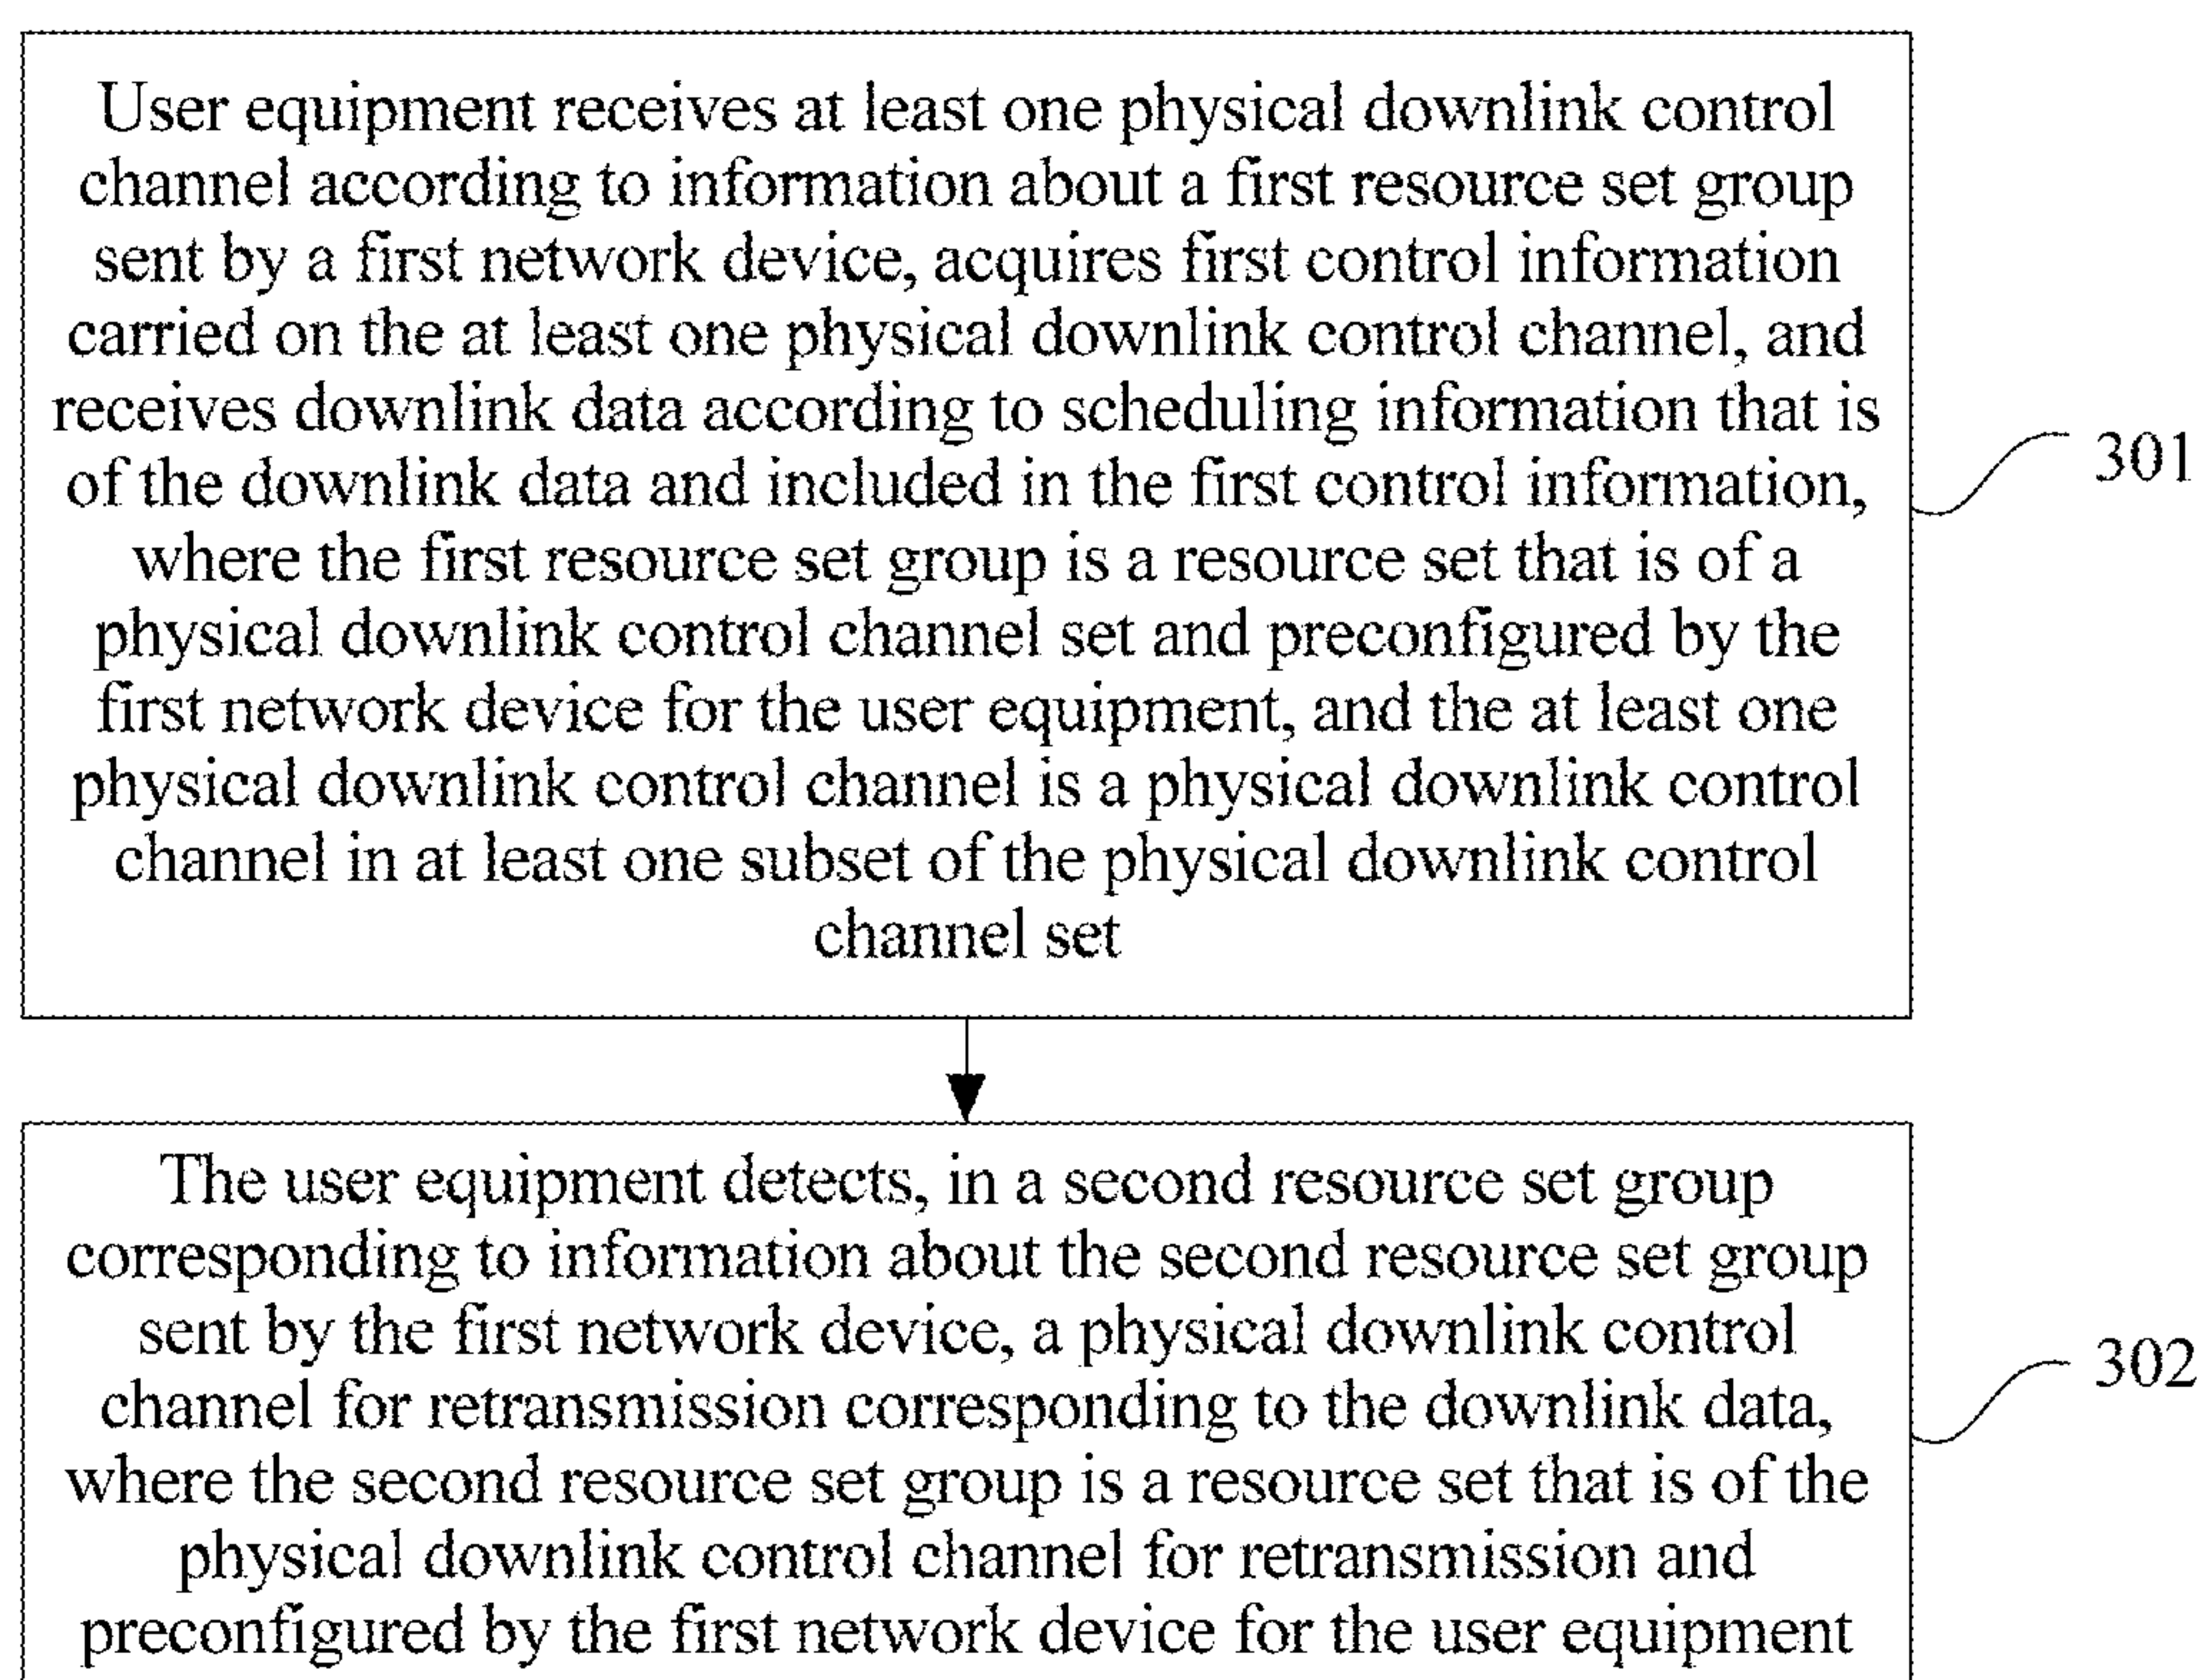 User equipment receives at least one physical downlink control
channel according to information about a first resource set group
sent by a first network device, acquires first control information
carried on the at least one physical downlink control channel, and
receives downlink data according to scheduling information that is
of the downlink data and included in the first control information,
where the first resource set group is a resource set that is of a
physical downlink control channel set and preconfigured by the
first network device for the user equipment, and the at least one
physical downlink control channel is a physical downlink control
channel in at least one subset of the physical downlink control
channel set
301
The user equipment detects, in a second resource set group
corresponding to information about the second resource set group
sent by the first network device, a physical downlink control
channel for retransmission corresponding to the downlink data,
where the second resource set group is a resource set that is of the
physical downlink control channel for retransmission and
preconfigured by the first network device for the user equipment
302